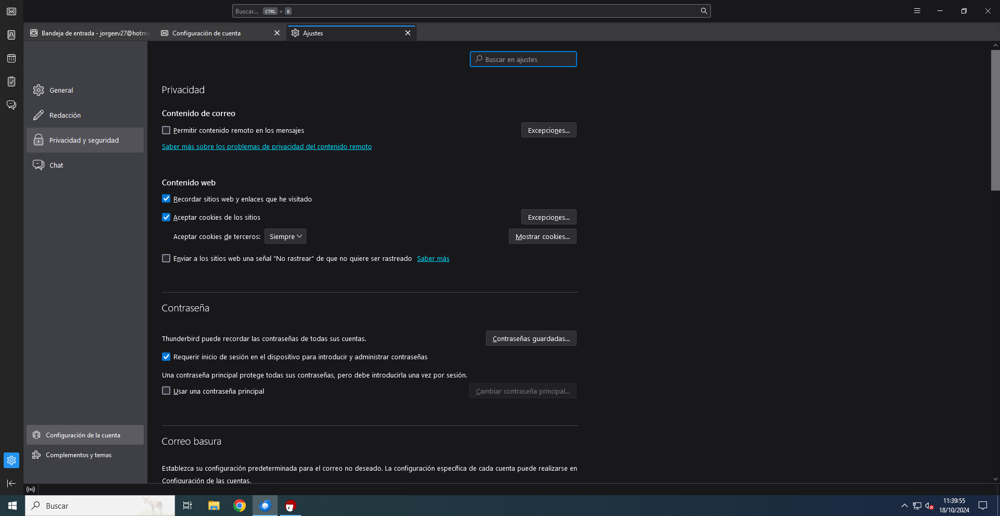 Buscar... CTRL + K
Bandeja de entrada - jorgeev27@hotma
Configuración de cuenta
Ajustes
Buscar en ajustes
General
Redacción
Privacidad y seguridad
Chat
Configuración de la cuenta
Complementos y temas
Privacidad
Contenido de correo
Permitir contenido remoto en los mensajes
Excepciones...
Saber más sobre los problemas de privacidad del contenido remoto
Contenido web
Recordar sitios web y enlaces que he visitado
Aceptar cookies de los sitios
Excepciones...
Aceptar cookies de terceros: Siempre
Mostrar cookies...
Enviar a los sitios web una señal "No rastrear" de que no quiere ser rastreado Saber más
Contraseña
Thunderbird puede recordar las contraseñas de todas sus cuentas.
Contraseñas guardadas...
Requerir inicio de sesión en el dispositivo para introducir y administrar contraseñas
Una contraseña principal protege todas sus contraseñas, pero debe introducirla una vez por sesión.
Usar una contraseña principal
Cambiar contraseña principal...
Correo basura
Establezca su configuración predeterminada para el correo no deseado. La configuración específica de cada cuenta puede realizarse en
Configuración de las cuentas.
Buscar
11:39:55
18/10/2024